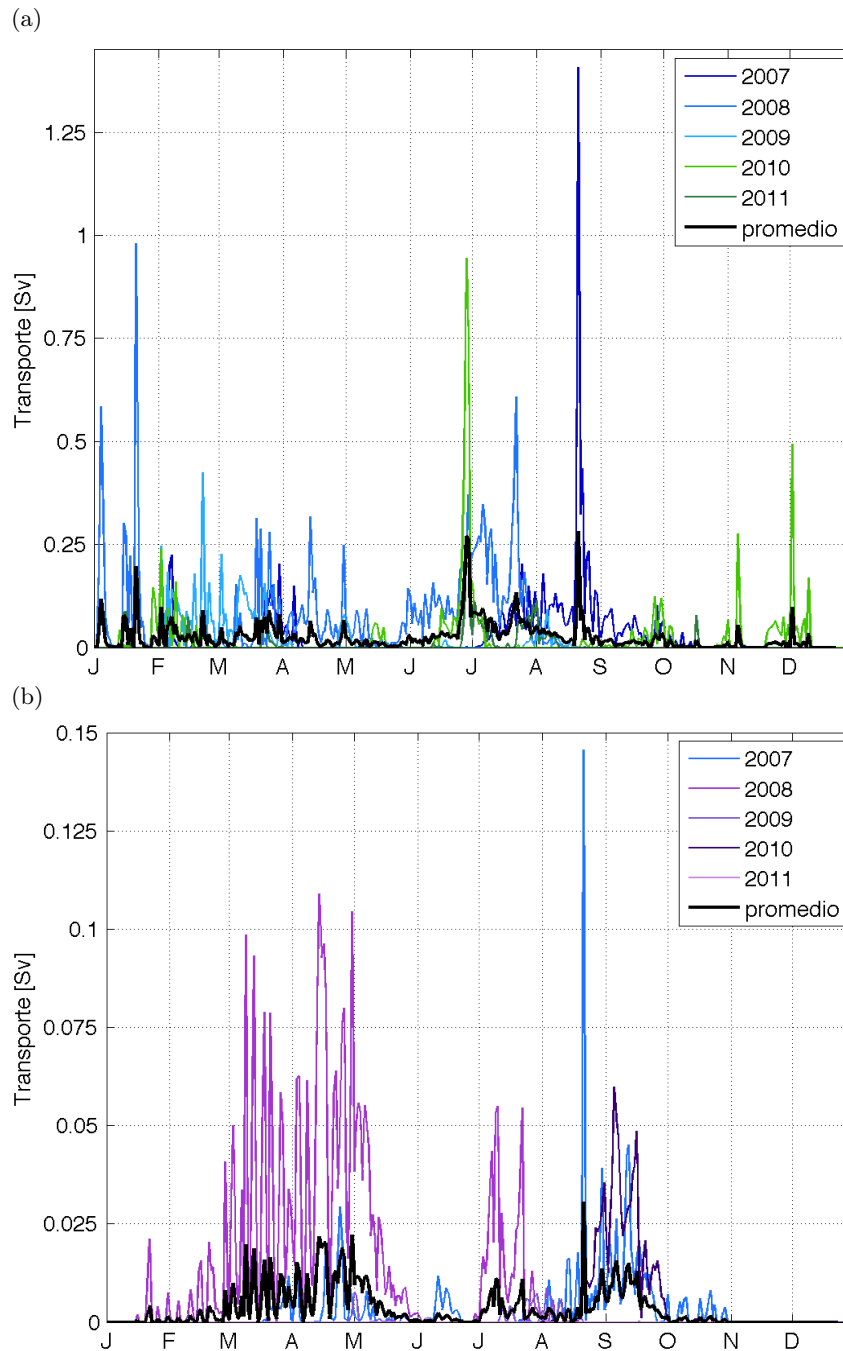 (a)
Transporte [Sv]
1.25
1
0.75
0.5
0.25
0
J F M A M J J A S O N D
2007
2008
2009
2010
2011
promedio
(b)
Transporte [Sv]
0.15
0.125
0.1
0.075
0.05
0.025
0
J F M A M J J A S O N D
2007
2008
2009
2010
2011
promedio